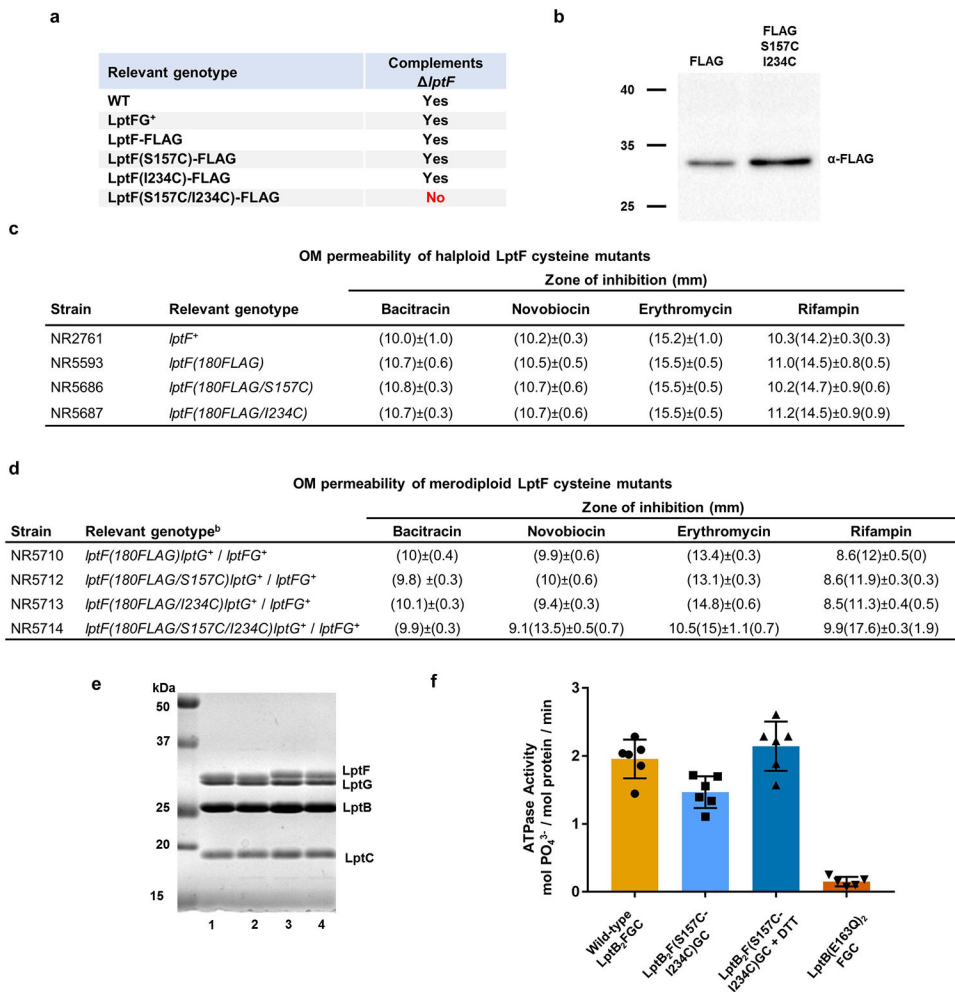 a
Relevant genotype Complements ΔlptF
WT Yes
LptFG⁺ Yes
LptF-FLAG Yes
LptF(S157C)-FLAG Yes
LptF(I234C)-FLAG Yes
LptF(S157C/I234C)-FLAG No
b
FLAG
FLAG
S157C
I234C
40
35
25
α-FLAG
c
OM permability of halploid LptF cysteine mutants
Zone of inhibition (mm)
Strain Relevant genotype Bacitracin Novobiocin Erythromycin Rifampin
NR2761 lptF⁺ (10.0)±(1.0) (10.2)±(0.3) (15.2)±(1.0) 10.3(14.2)±0.3(0.3)
NR5593 lptF(180FLAG) (10.7)±(0.6) (10.5)±(0.5) (15.5)±(0.5) 11.0(14.5)±0.8(0.5)
NR5686 lptF(180FLAG/S157C) (10.8)±(0.3) (10.7)±(0.6) (15.5)±(0.5) 10.2(14.7)±0.9(0.6)
NR5687 lptF(180FLAG/I234C) (10.7)±(0.3) (10.7)±(0.6) (15.5)±(0.5) 11.2(14.5)±0.9(0.9)
d
OM permability of merodiploid LptF cysteine mutants
Zone of inhibition (mm)
Strain Relevant genotypeᵇ Bacitracin Novobiocin Erythromycin Rifampin
NR5710 lptF(180FLAG)lptG⁺ / lptFG⁺ (10)±(0.4) (9.9)±(0.6) (13.4)±(0.3) 8.6(12)±0.5(0)
NR5712 lptF(180FLAG/S157C)lptG⁺ / lptFG⁺ (9.8) ±(0.3) (10)±(0.6) (13.1)±(0.3) 8.6(11.9)±0.3(0.3)
NR5713 lptF(180FLAG/I234C)lptG⁺ / lptFG⁺ (10.1)±(0.3) (9.4)±(0.3) (14.8)±(0.6) 8.5(11.3)±0.4(0.5)
NR5714 lptF(180FLAG/S157C/I234C)lptG⁺ / lptFG⁺ (9.9)±(0.3) 9.1(13.5)±0.5(0.7) 10.5(15)±1.1(0.7) 9.9(17.6)±0.3(1.9)
e
kDa
50
37
25
20
15
LptF
LptG
LptB
LptC
1 2 3 4
f
ATPase Activity
mol PO₄³⁻ / mol protein / min
3
2
1
0
Wild-type
LptB₂FGC
LptB₂F(S157C-
I234C)GC
LptB₂F(S157C-
I234C)GC + DTT
LptB(E163Q)₂
FGC